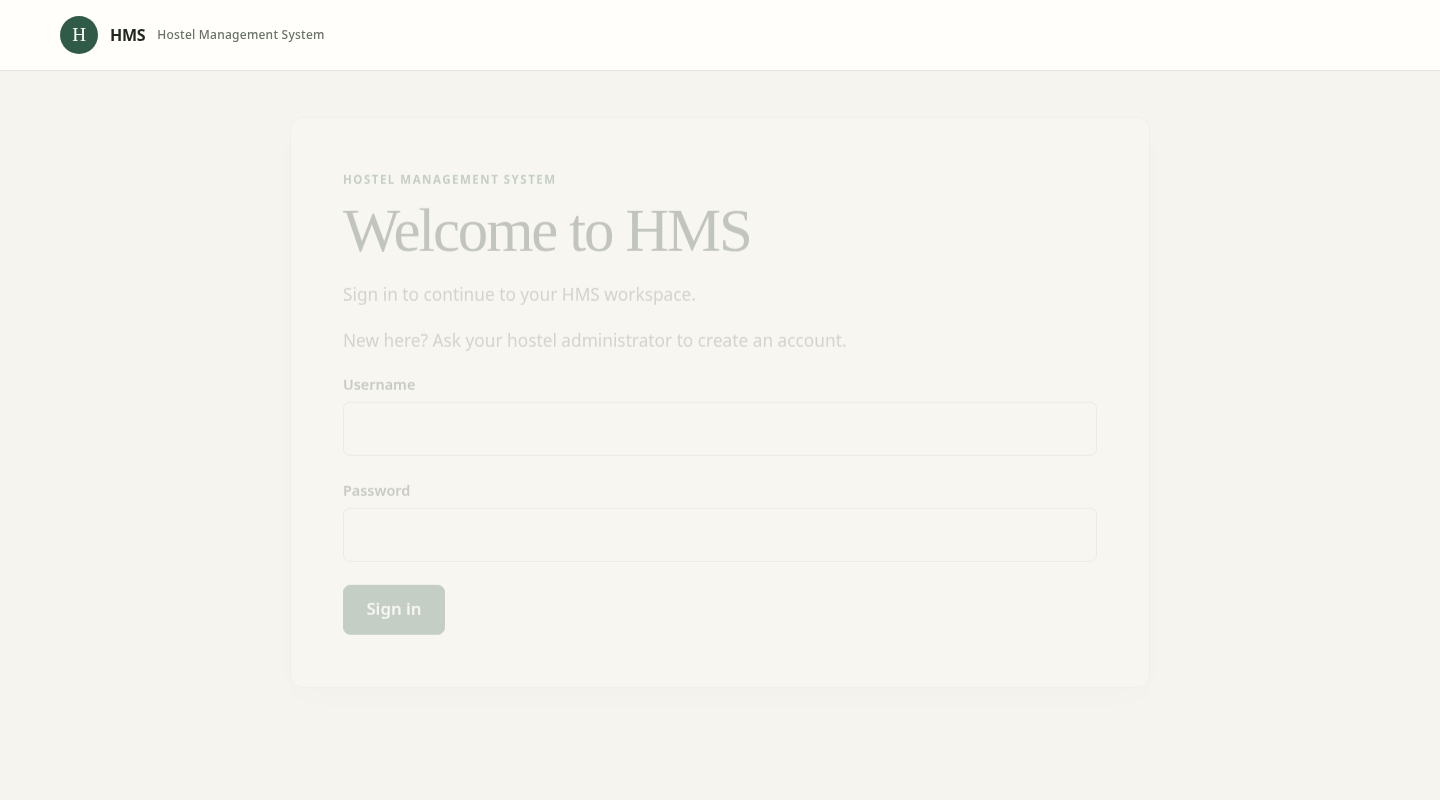 H
HMS Hostel Management System
HOSTEL MANAGEMENT SYSTEM
Welcome to HMS
Sign in to continue to your HMS workspace.
New here? Ask your hostel administrator to create an account.
Username
Password
Sign in